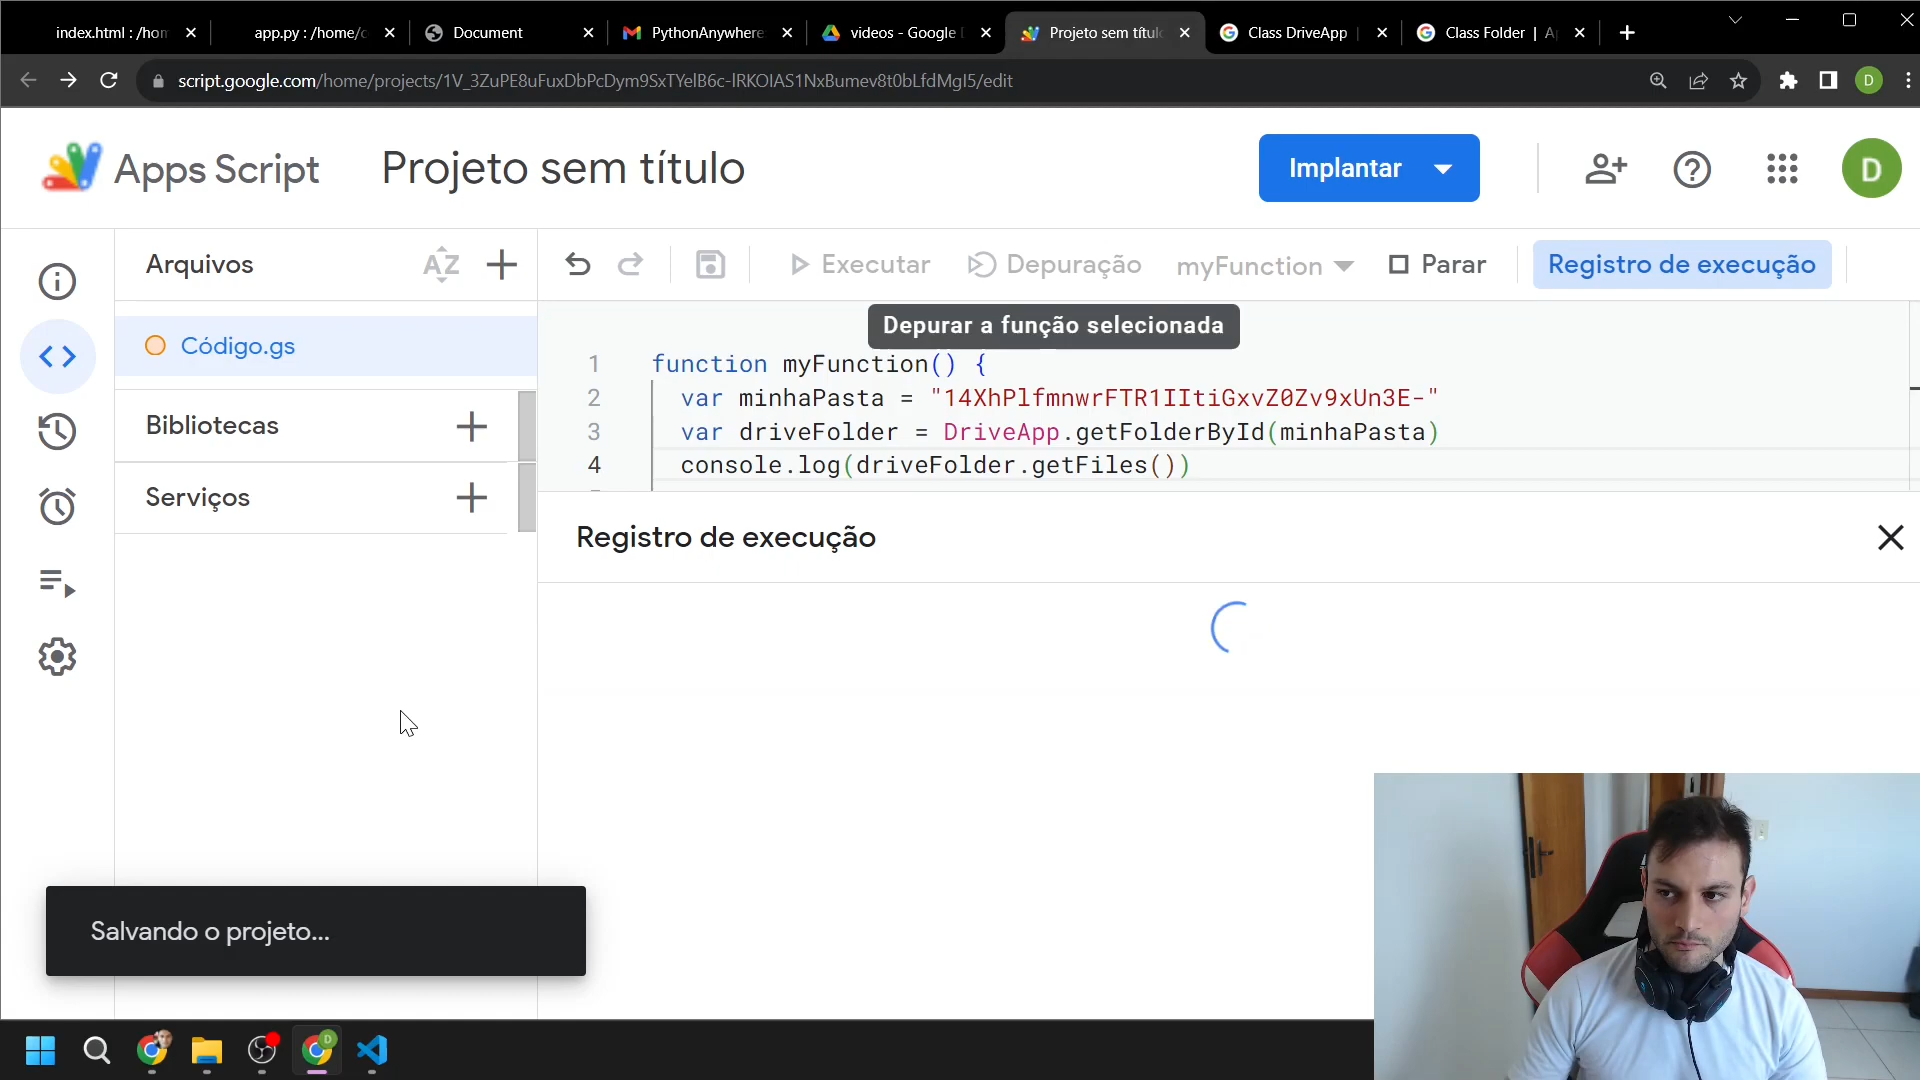 index.html : /hom
app.py : /home/c
Document
PythonAnywhere
videos - Google D
Projeto sem título
Class DriveApp |
Class Folder | A
script.google.com/home/projects/1V_3ZuPE8uFuxDbPcDym9SxTYelB6c-lRKOIAS1NxBumev8t0bLfdMgI5/edit
D
Apps Script
Projeto sem título
Implantar
D
Arquivos
AZ
Executar
Depuração
myFunction
Parar
Registro de execução
Depurar a função selecionada
Código.gs
Bibliotecas
Serviços
1 function myFunction() {
2 var minhaPasta = "14XhPlfmnwrFTR1IItiGxvZ0Zv9xUn3E-"
3 var driveFolder = DriveApp.getFolderById(minhaPasta)
4 console.log(driveFolder.getFiles())
Registro de execução
Salvando o projeto...
D